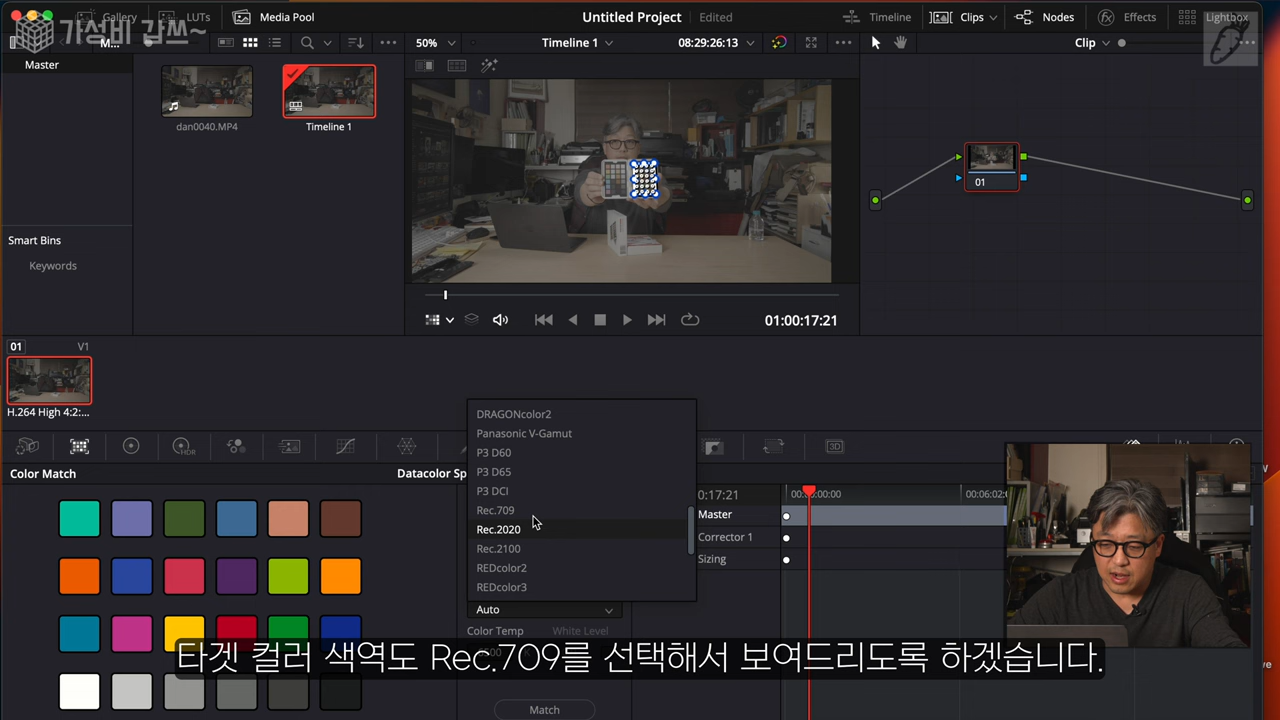 가성비 갑쓰~
Gallery
LUTs
Media Pool
Untitled Project
Edited
Timeline
Clips
Nodes
Effects
Lightbox
M...
50%
Timeline 1
08:29:26:13
Clip
Master
dan0040.MP4
Timeline 1
01
Smart Bins
Keywords
01:00:17:21
01
V1
H.264 High 4:2:...
DRAGONcolor2
Panasonic V-Gamut
P3 D60
P3 D65
P3 DCI
Rec.709
Rec.2020
Rec.2100
REDcolor2
REDcolor3
HDR
3D
Color Match
Datacolor Sp
0:17:21
00:00:00:00
06:02:0
Master
Corrector 1
Sizing
Auto
Color Temp
White Level
타겟 컬러 색역도 Rec.709를 선택해서 보여드리도록 하겠습니다.
Match